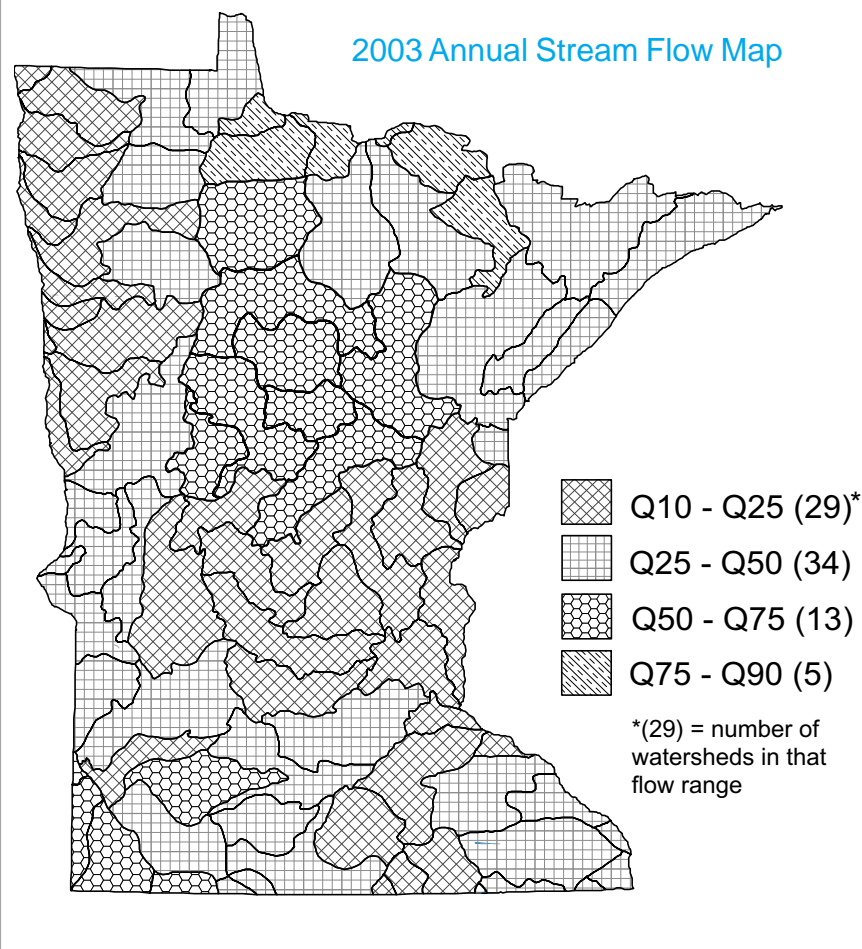 2003 Annual Stream Flow Map
Q10 - Q25 (29)*
Q25 - Q50 (34)
Q50 - Q75 (13)
Q75 - Q90 (5)
*(29) = number of
watersheds in that
flow range